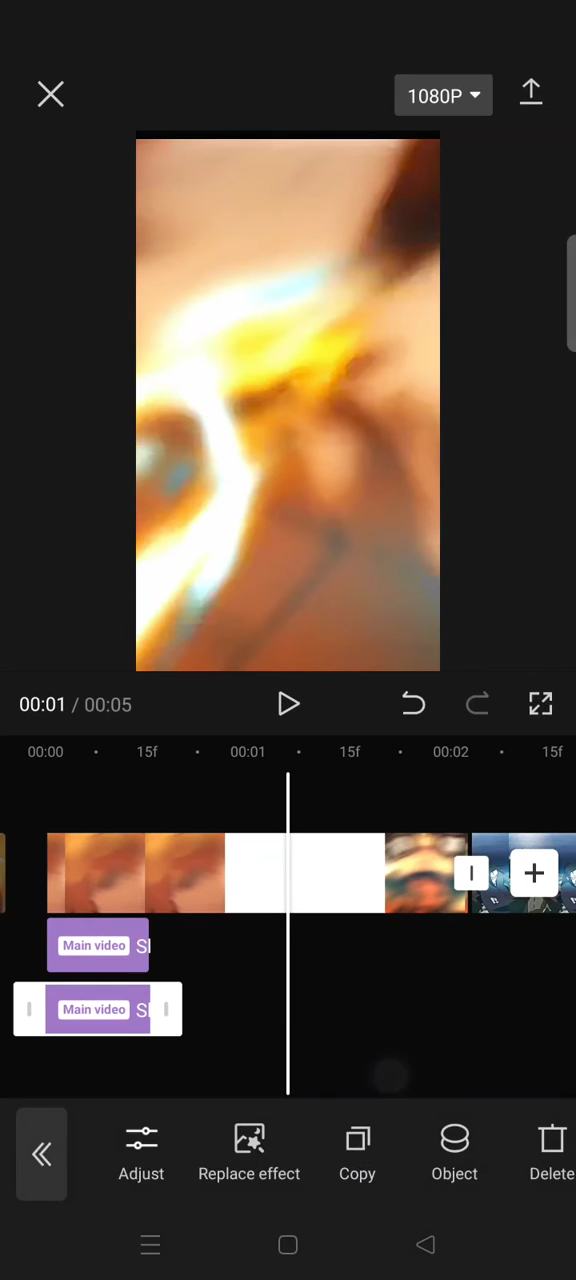 1080P
00:01 / 00:05
00:00 15f 00:01 15f 00:02 15f
Main video
Main video
Adjust Replace effect Copy Object Delete